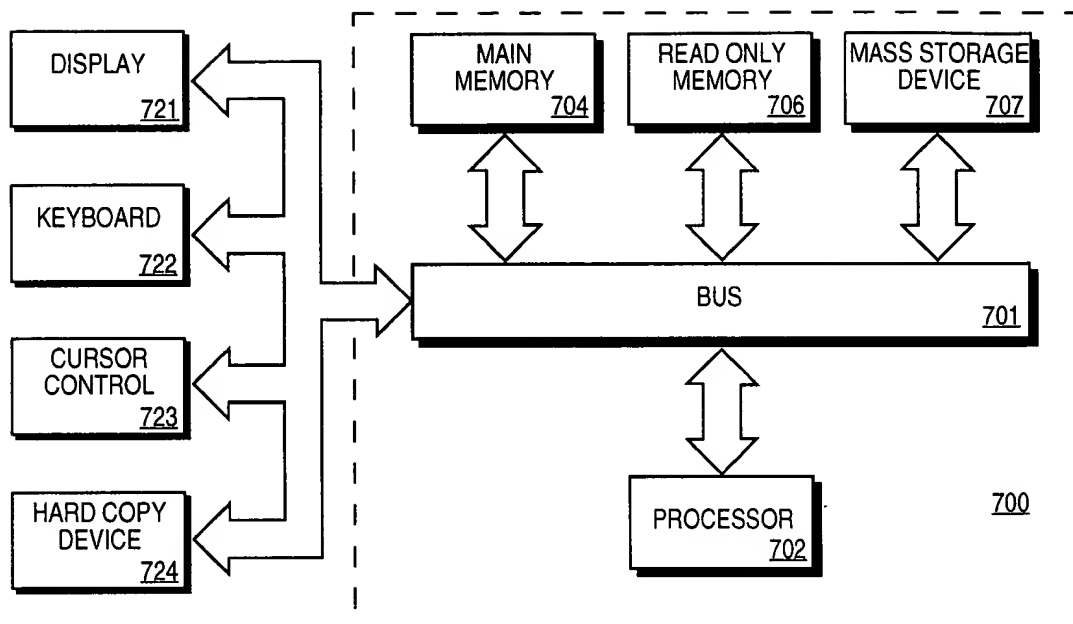 DISPLAY
721
KEYBOARD
722
CURSOR
CONTROL
723
HARD COPY
DEVICE
724
MAIN
MEMORY
704
READ ONLY
MEMORY
706
MASS STORAGE
DEVICE
707
BUS
701
PROCESSOR
702
700